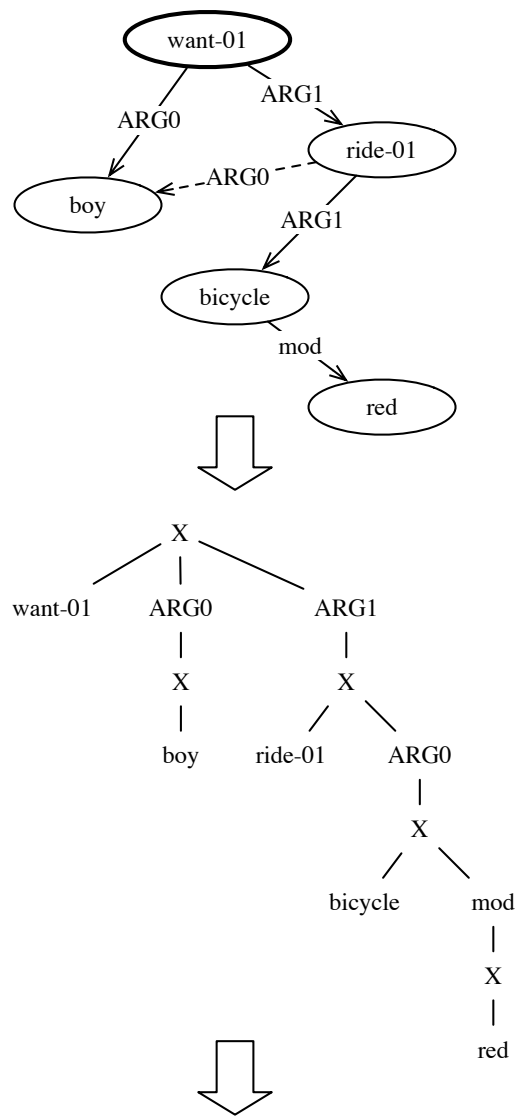 want-01
ARG1
ARG0
ride-01
ARG0
boy
ARG1
bicycle
mod
red
X
want-01 ARG0 ARG1
X X
boy ride-01 ARG0
X
bicycle mod
X
red